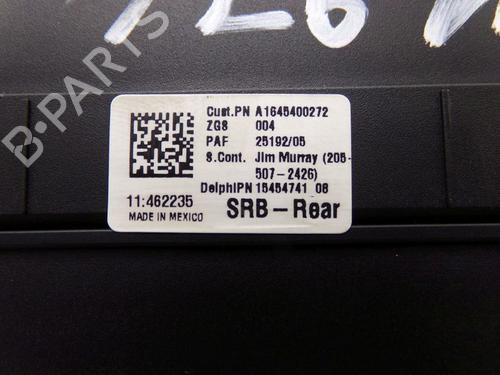 Cust.PN A1645400272
ZGS 004
PAF 25192/05
S.Cont. Jim Murray (205-
507-2426)
DelphiPN 15454741_08
11:462235
MADE IN MEXICO
SRB-Rear
B-PARTS